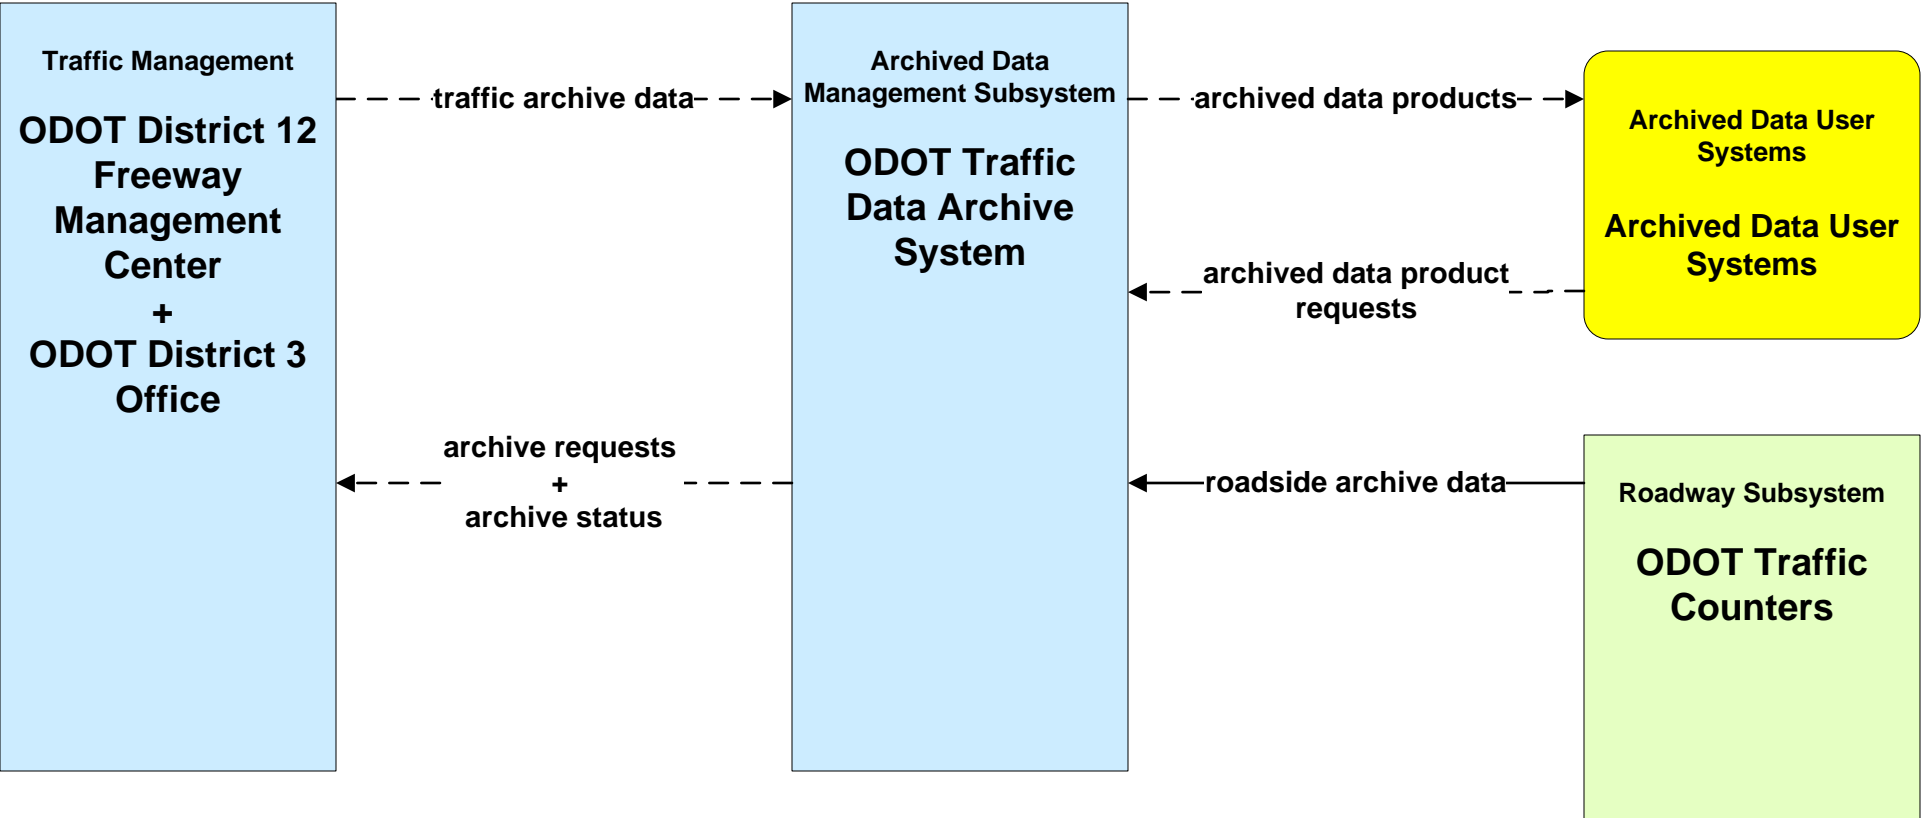 Traffic Management
ODOT District 12
Freeway
Management
Center
+
ODOT District 3
Office
traffic archive data
archive requests
+
archive status
Archived Data
Management Subsystem
ODOT Traffic
Data Archive
System
archived data products
archived data product
requests
roadside archive data
Archived Data User
Systems
Archived Data User
Systems
Roadway Subsystem
ODOT Traffic
Counters